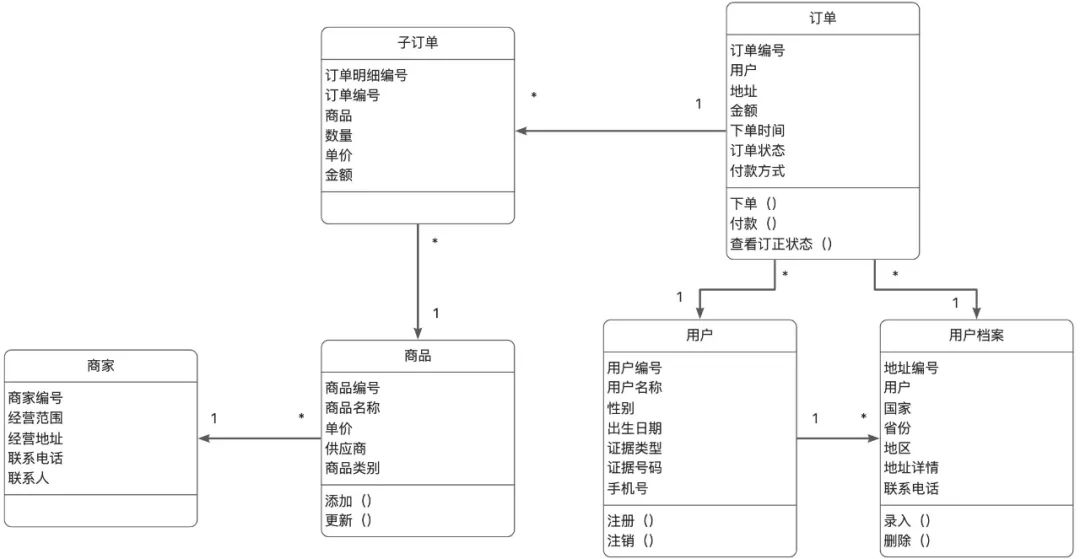 子订单
订单明细编号
订单编号
商品
数量
单价
金额
*
1
订单
订单编号
用户
地址
金额
下单时间
订单状态
付款方式
下单（）
付款（）
查看订正状态（）
*
1
*
1
*
1
商家
商家编号
经营范围
经营地址
联系电话
联系人
1
*
商品
商品编号
商品名称
单价
供应商
商品类别
添加（）
更新（）
用户
用户编号
用户名称
性别
出生日期
证据类型
证据号码
手机号
注册（）
注销（）
1
*
用户档案
地址编号
用户
国家
省份
地区
地址详情
联系电话
录入（）
删除（）